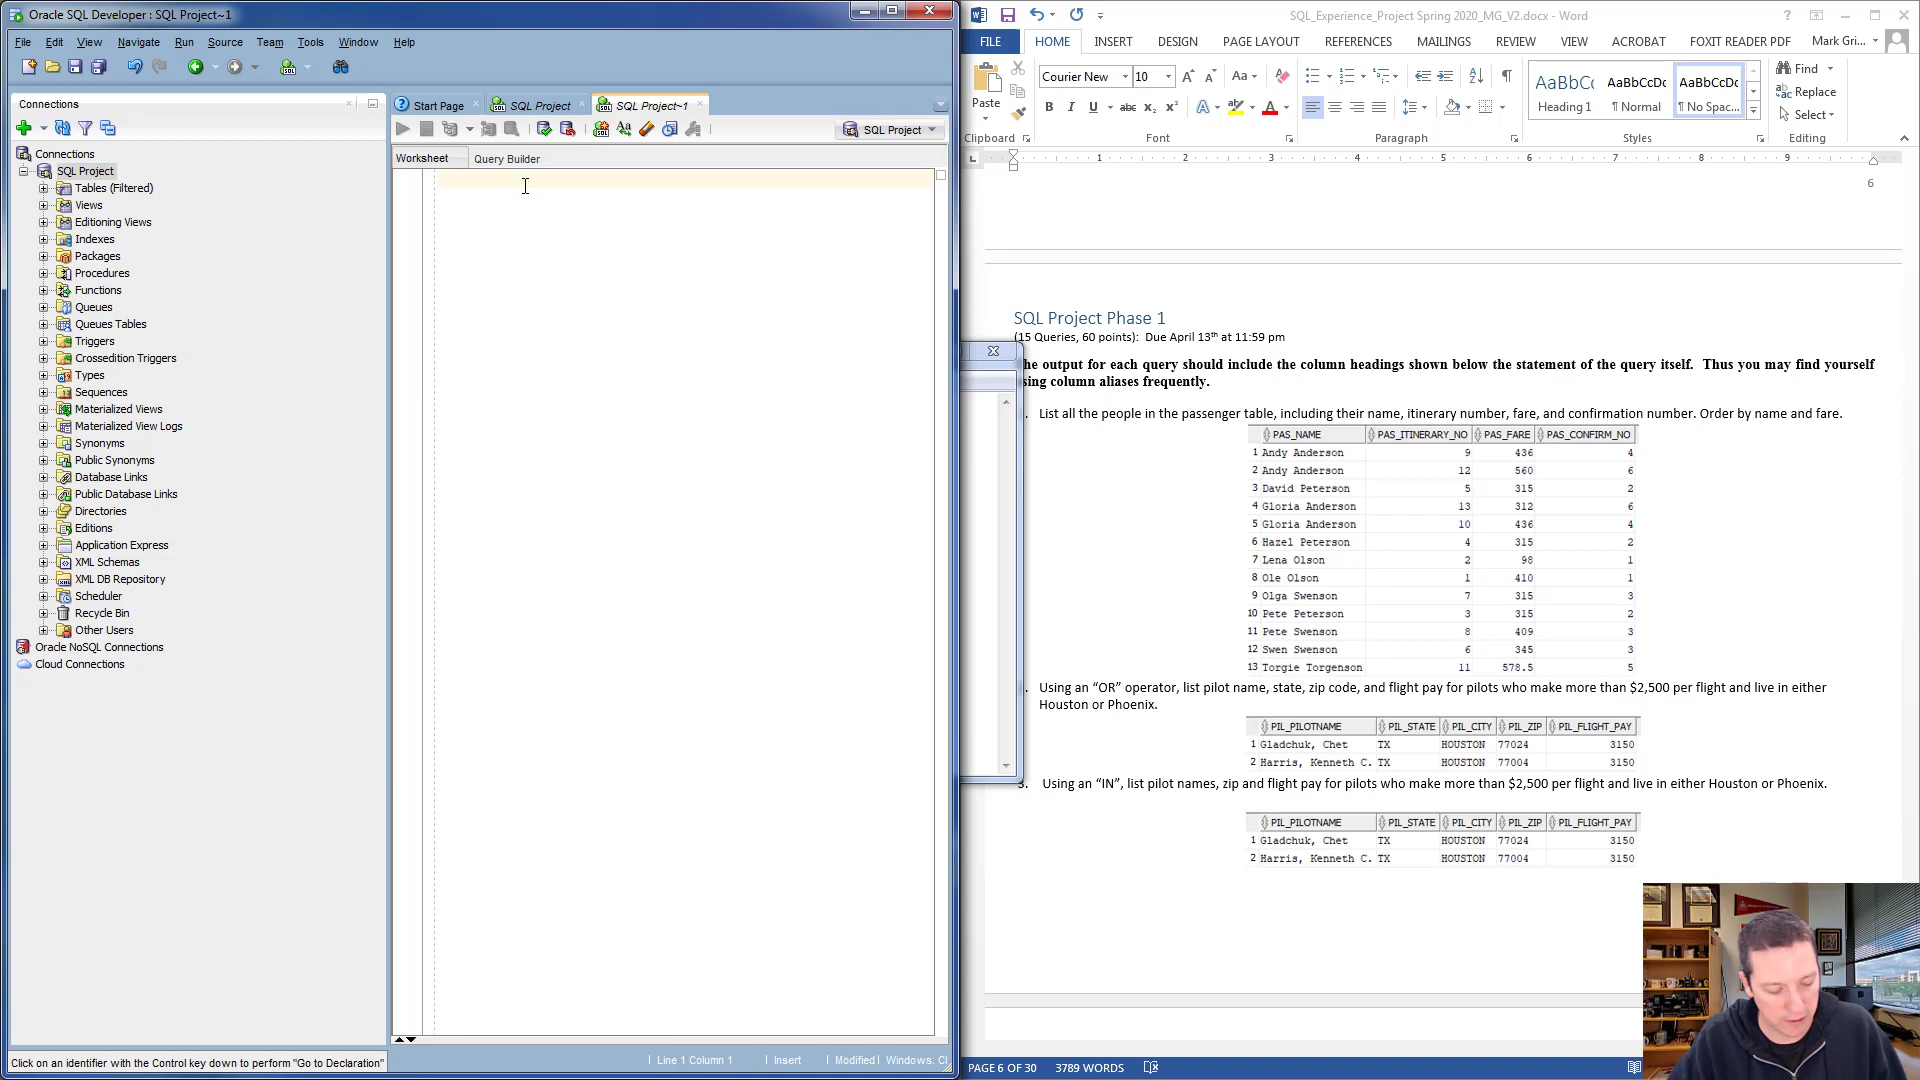 Oracle SQL Developer : SQL Project~1
File Edit View Navigate Run Source Team Tools Window Help
Connections
Connections
SQL Project
Tables (Filtered)
Views
Editioning Views
Indexes
Packages
Procedures
Functions
Queues
Queues Tables
Triggers
Crossedition Triggers
Types
Sequences
Materialized Views
Materialized View Logs
Synonyms
Public Synonyms
Database Links
Public Database Links
Directories
Editions
Application Express
XML Schemas
XML DB Repository
Scheduler
Recycle Bin
Other Users
Oracle NoSQL Connections
Cloud Connections
Click on an identifier with the Control key down to perform "Go to Declaration"
Start Page SQL Project SQL Project~1
SQL Project
Worksheet Query Builder
Line 1 Column 1 Insert Modified Windows: Cl
SQL_Experience_Project Spring 2020_MG_V2.docx - Word
FILE HOME INSERT DESIGN PAGE LAYOUT REFERENCES MAILINGS REVIEW VIEW ACROBAT FOXIT READER PDF Mark Gri...
Courier New 10
Paste
AaBbCc AaBbCcDc AaBbCcDc
Heading 1 ¶ Normal ¶ No Spac...
Find
Replace
Select
Clipboard Font Paragraph Styles Editing
1 2 3 4 5 6 7 8 9
6
SQL Project Phase 1
(15 Queries, 60 points): Due April 13th at 11:59 pm
he output for each query should include the column headings shown below the statement of the query itself. Thus you may find yourself
sing column aliases frequently.
. List all the people in the passenger table, including their name, itinerary number, fare, and confirmation number. Order by name and fare.
PAS_NAME PAS_ITINERARY_NO PAS_FARE PAS_CONFIRM_NO
1 Andy Anderson 9 436 4
2 Andy Anderson 12 560 6
3 David Peterson 5 315 2
4 Gloria Anderson 13 312 6
5 Gloria Anderson 10 436 4
6 Hazel Peterson 4 315 2
7 Lena Olson 2 98 1
8 Ole Olson 1 410 1
9 Olga Swenson 7 315 3
10 Pete Peterson 3 315 2
11 Pete Swenson 8 409 3
12 Swen Swenson 6 345 3
13 Torgie Torgenson 11 578.5 5
. Using an “OR” operator, list pilot name, state, zip code, and flight pay for pilots who make more than $2,500 per flight and live in either
Houston or Phoenix.
PIL_PILOTNAME PIL_STATE PIL_CITY PIL_ZIP PIL_FLIGHT_PAY
1 Gladchuk, Chet TX HOUSTON 77024 3150
2 Harris, Kenneth C. TX HOUSTON 77004 3150
3. Using an “IN”, list pilot names, zip and flight pay for pilots who make more than $2,500 per flight and live in either Houston or Phoenix.
PIL_PILOTNAME PIL_STATE PIL_CITY PIL_ZIP PIL_FLIGHT_PAY
1 Gladchuk, Chet TX HOUSTON 77024 3150
2 Harris, Kenneth C. TX HOUSTON 77004 3150
PAGE 6 OF 30 3789 WORDS